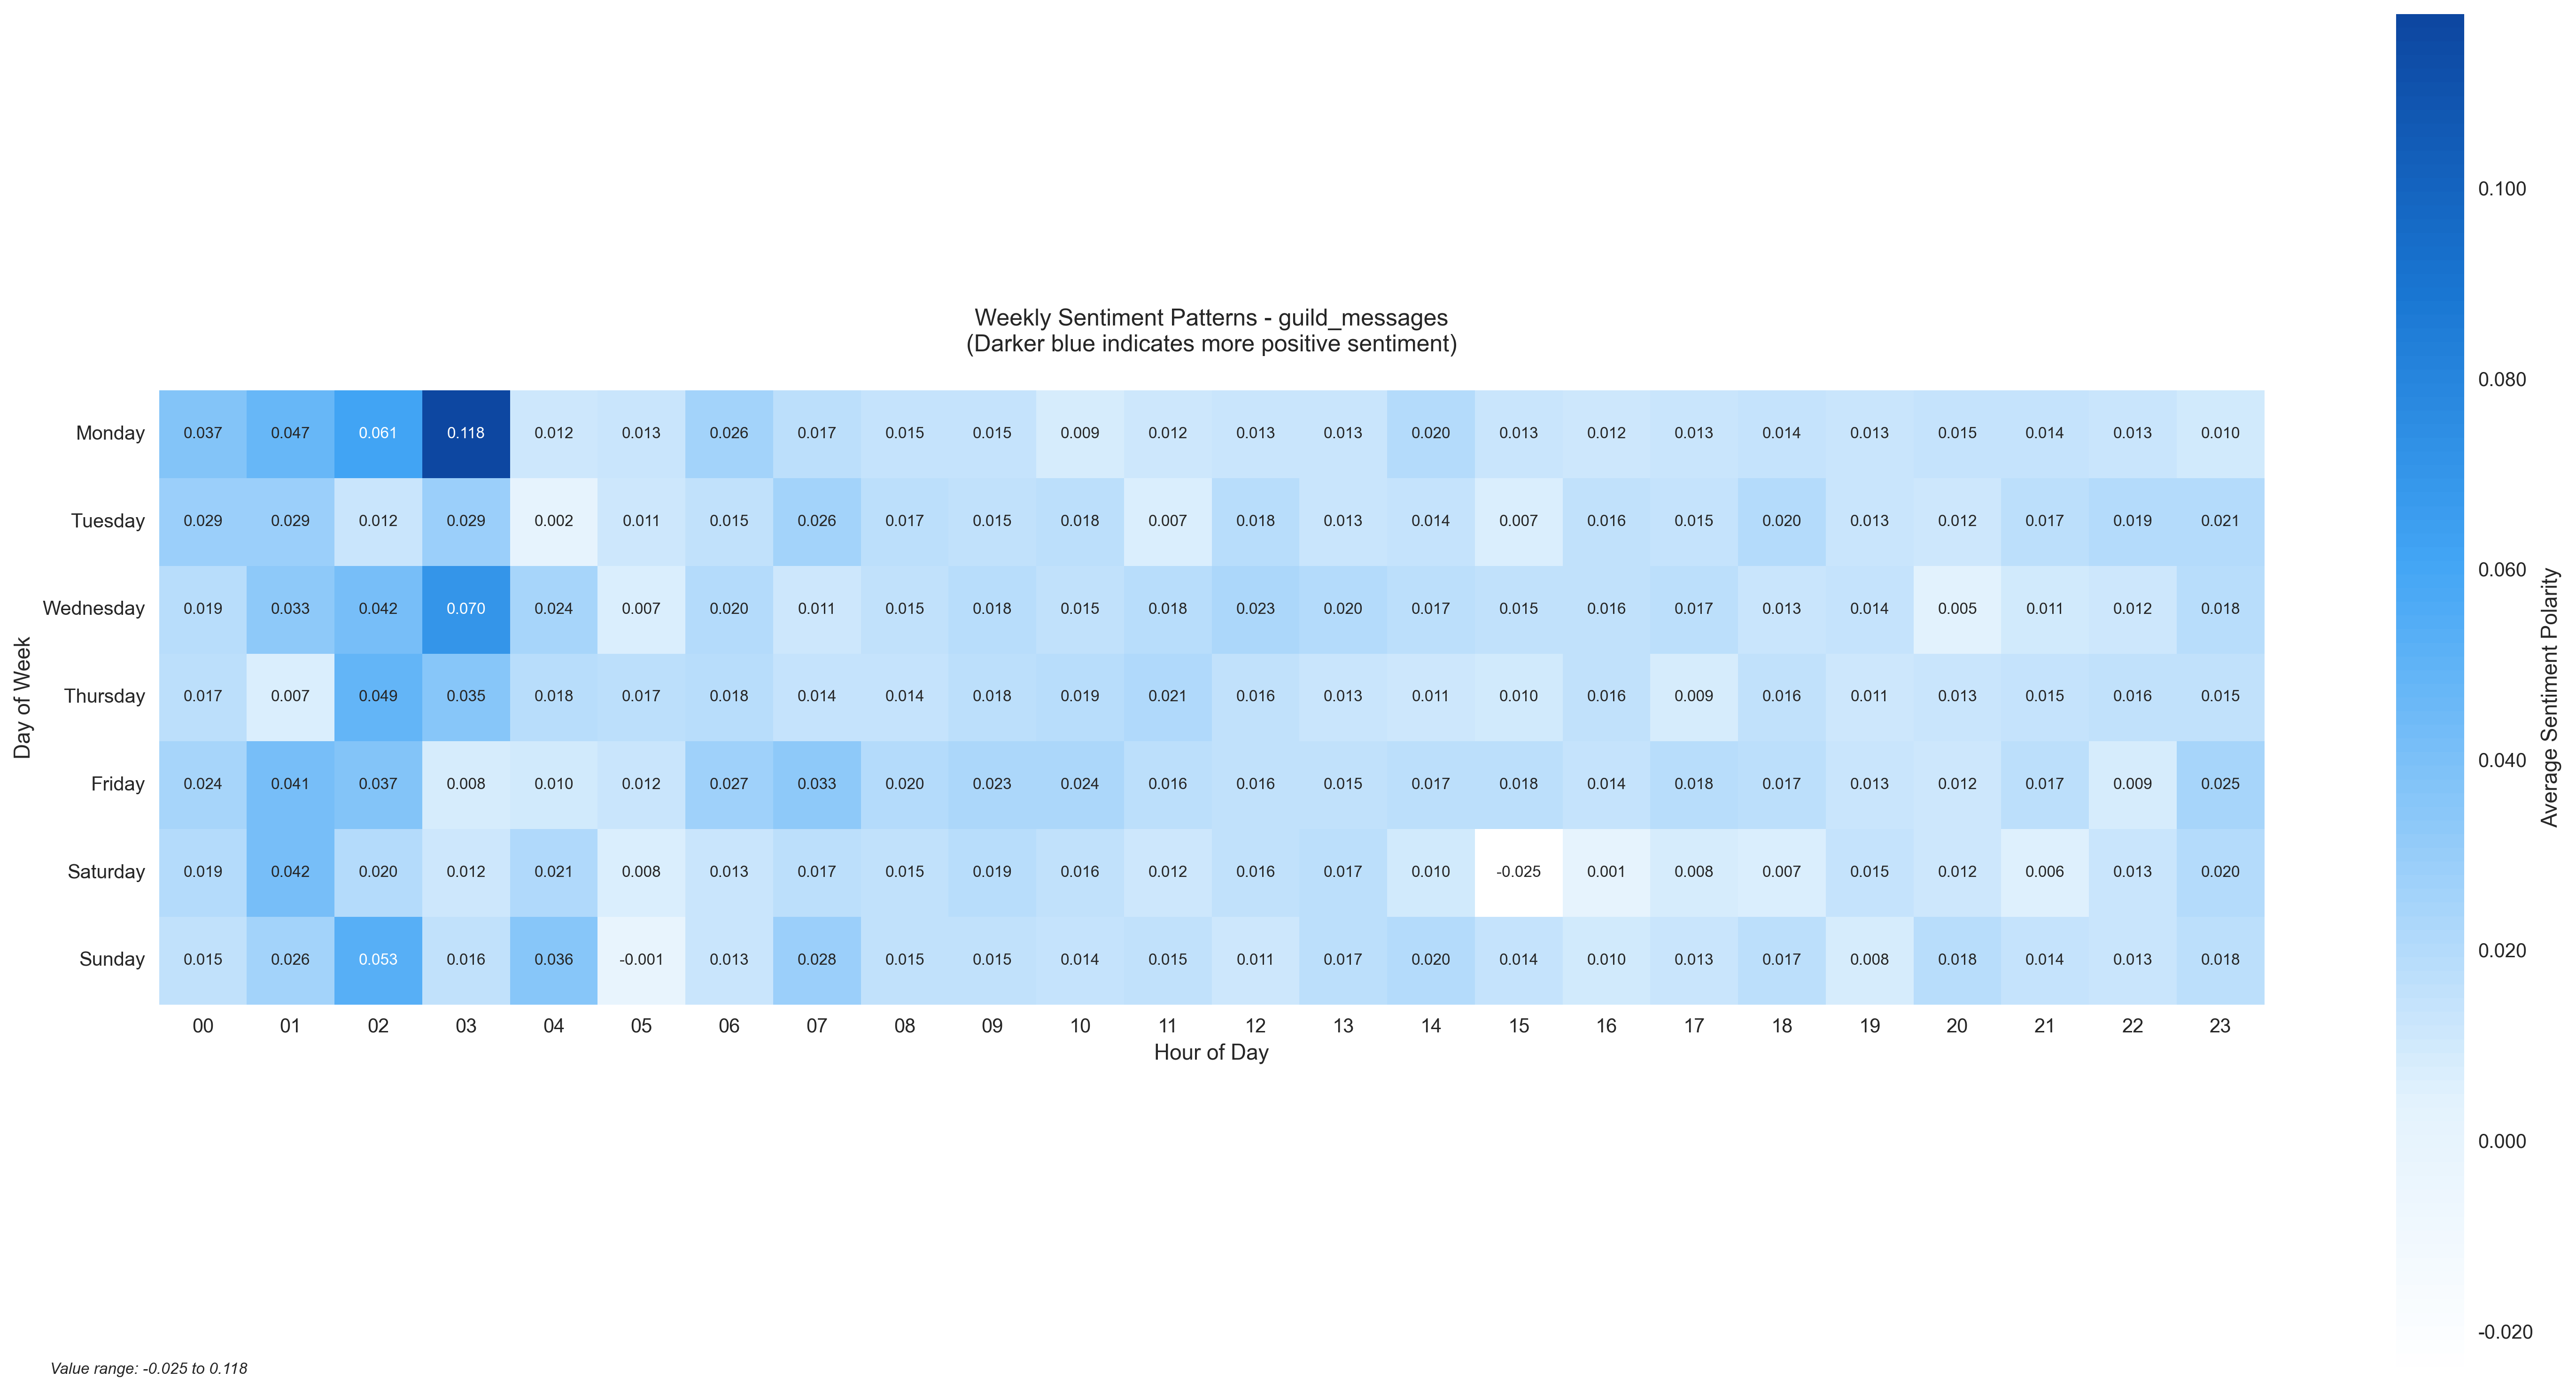 Weekly Sentiment Patterns - guild_messages
(Darker blue indicates more positive sentiment)
Day of Week
Monday 0.037 0.047 0.061 0.118 0.012 0.013 0.026 0.017 0.015 0.015 0.009 0.012 0.013 0.013 0.020 0.013 0.012 0.013 0.014 0.013 0.015 0.014 0.013 0.010
Tuesday 0.029 0.029 0.012 0.029 0.002 0.011 0.015 0.026 0.017 0.015 0.018 0.007 0.018 0.013 0.014 0.007 0.016 0.015 0.020 0.013 0.012 0.017 0.019 0.021
Wednesday 0.019 0.033 0.042 0.070 0.024 0.007 0.020 0.011 0.015 0.018 0.015 0.018 0.023 0.020 0.017 0.015 0.016 0.017 0.013 0.014 0.005 0.011 0.012 0.018
Thursday 0.017 0.007 0.049 0.035 0.018 0.017 0.018 0.014 0.014 0.018 0.019 0.021 0.016 0.013 0.011 0.010 0.016 0.009 0.016 0.011 0.013 0.015 0.016 0.015
Friday 0.024 0.041 0.037 0.008 0.010 0.012 0.027 0.033 0.020 0.023 0.024 0.016 0.016 0.015 0.017 0.018 0.014 0.018 0.017 0.013 0.012 0.017 0.009 0.025
Saturday 0.019 0.042 0.020 0.012 0.021 0.008 0.013 0.017 0.015 0.019 0.016 0.012 0.016 0.017 0.010 -0.025 0.001 0.008 0.007 0.015 0.012 0.006 0.013 0.020
Sunday 0.015 0.026 0.053 0.016 0.036 -0.001 0.013 0.028 0.015 0.015 0.014 0.015 0.011 0.017 0.020 0.014 0.010 0.013 0.017 0.008 0.018 0.014 0.013 0.018
00 01 02 03 04 05 06 07 08 09 10 11 12 13 14 15 16 17 18 19 20 21 22 23
Hour of Day
0.100
0.080
0.060
0.040
0.020
0.000
-0.020
Average Sentiment Polarity
Value range: -0.025 to 0.118